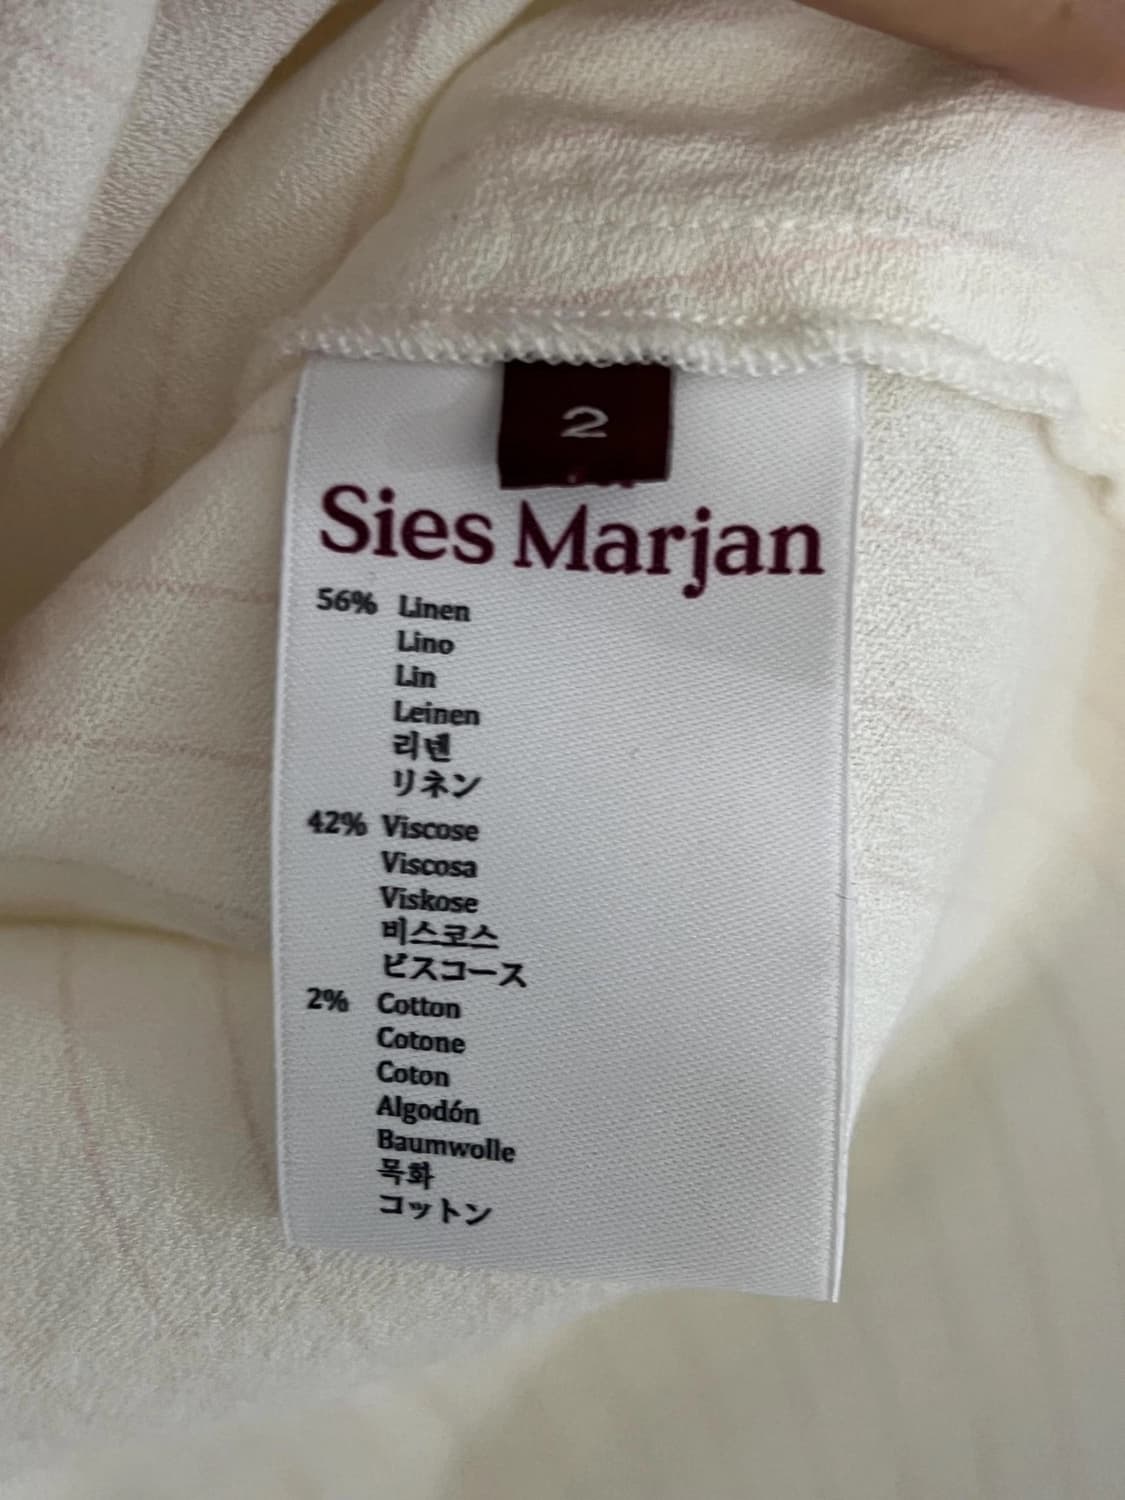 2
Sies Marjan
56% Linen
Lino
Lin
Leinen
리넨
リネン
42% Viscose
Viscosa
Viskose
비스코스
ビスコース
2% Cotton
Cotone
Coton
Algodón
Baumwolle
목화
コットン